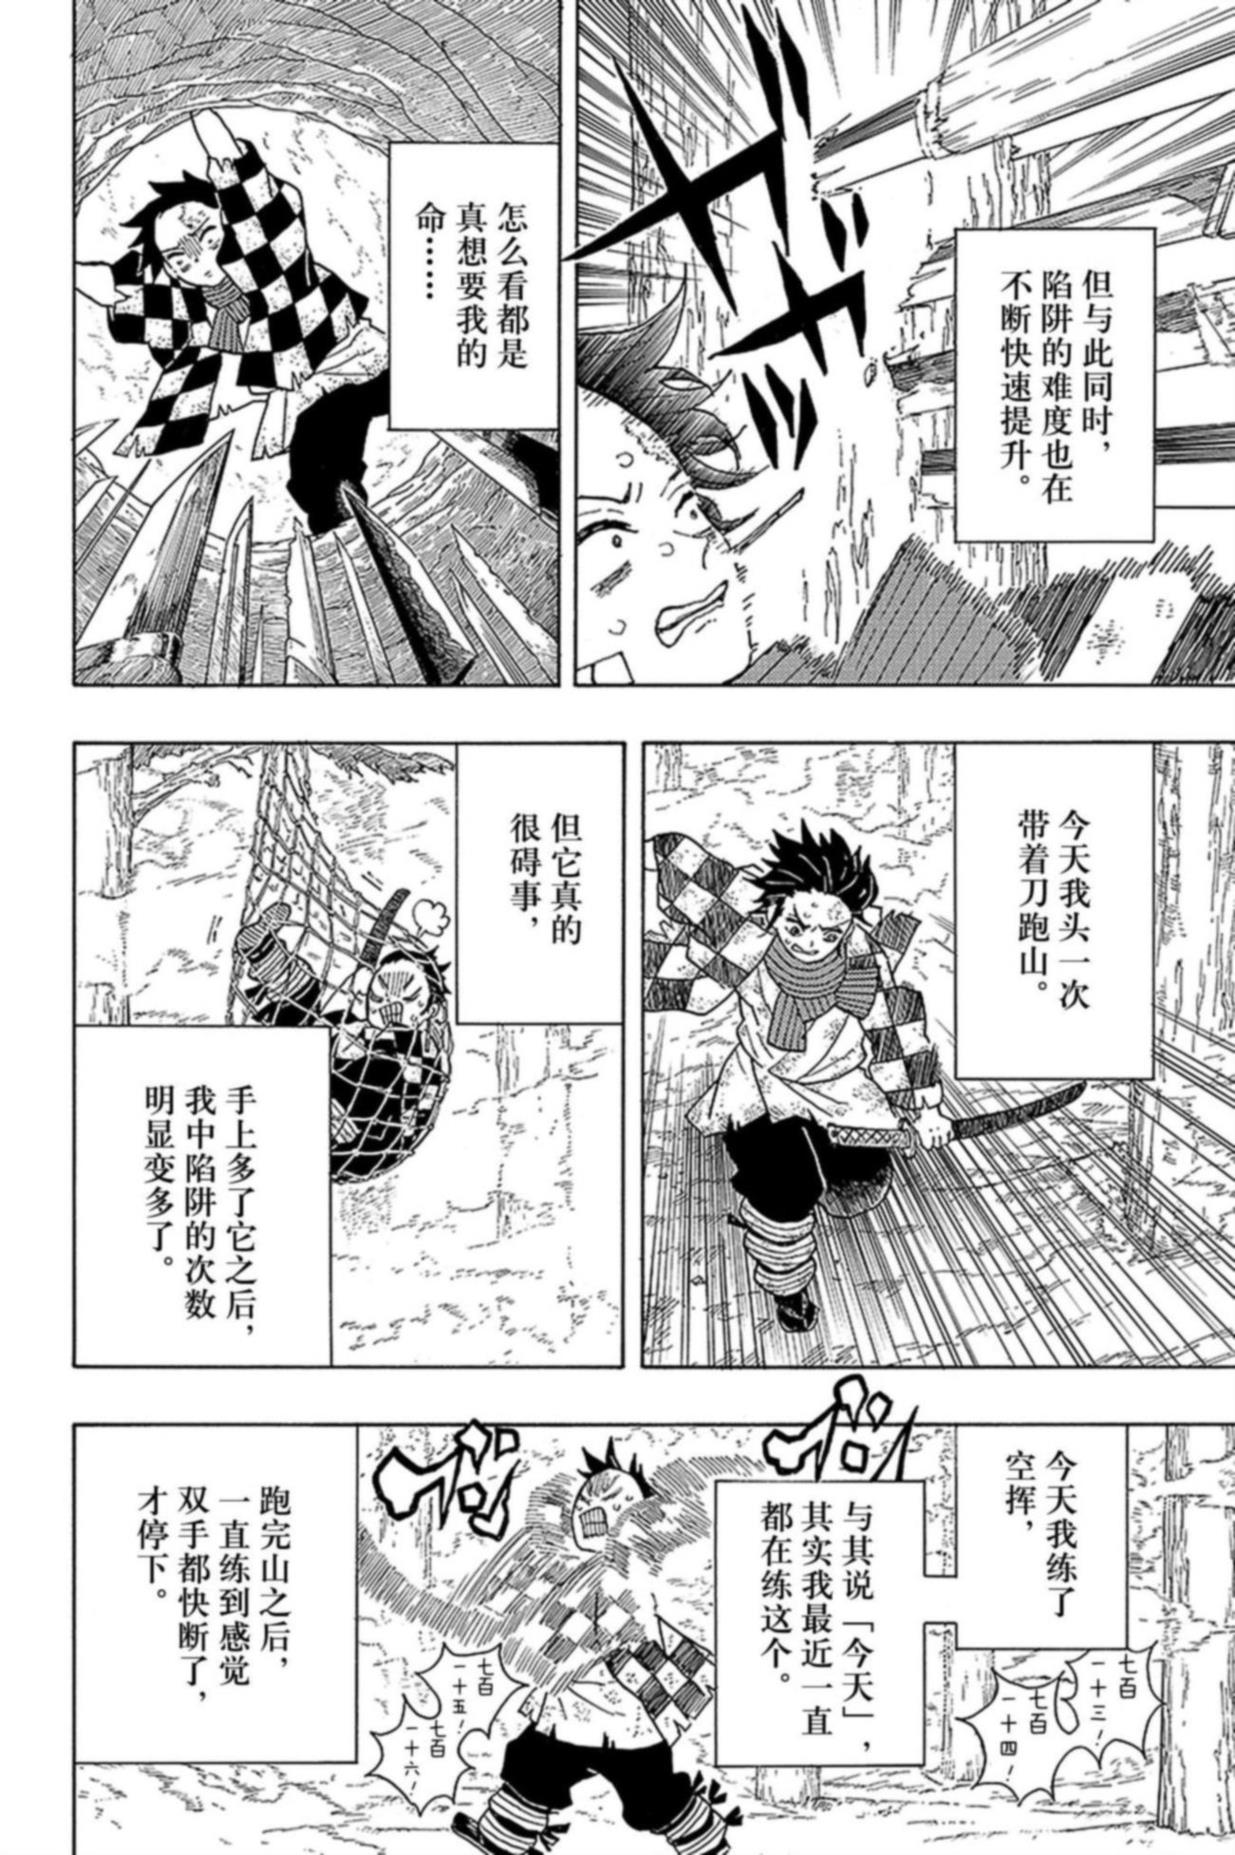 但与此同时，
陷阱的难度也在
不断快速提升。
怎么看都是
真想要我的
命……
今天我头一次
带着刀跑山。
但它真的
很碍事，
手上多了它之后，
我中陷阱的次数
明显变多了。
今天我练了
空挥，
与其说「今天」，
其实我最近一直
都在练这个。
七百
一十三！
七百
一十四！
七百
一十五！
七百
一十六！
跑完山之后，
一直练到感觉
双手都快断了，
才停下。